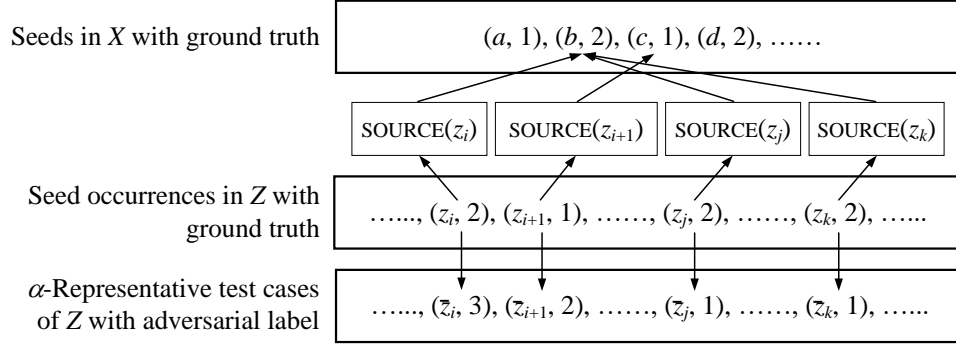 Seeds in X with ground truth
(a, 1), (b, 2), (c, 1), (d, 2), ……
SOURCE(zᵢ) SOURCE(zᵢ₊₁) SOURCE(zⱼ) SOURCE(zₖ)
Seed occurrences in Z with
ground truth
……..., (zᵢ, 2), (zᵢ₊₁, 1), ……, (zⱼ, 2), ……, (zₖ, 2), …...
α-Representative test cases
of Z with adversarial label
……..., (z̄ᵢ, 3), (z̄ᵢ₊₁, 2), ……, (z̄ⱼ, 1), ……, (z̄ₖ, 1), …...